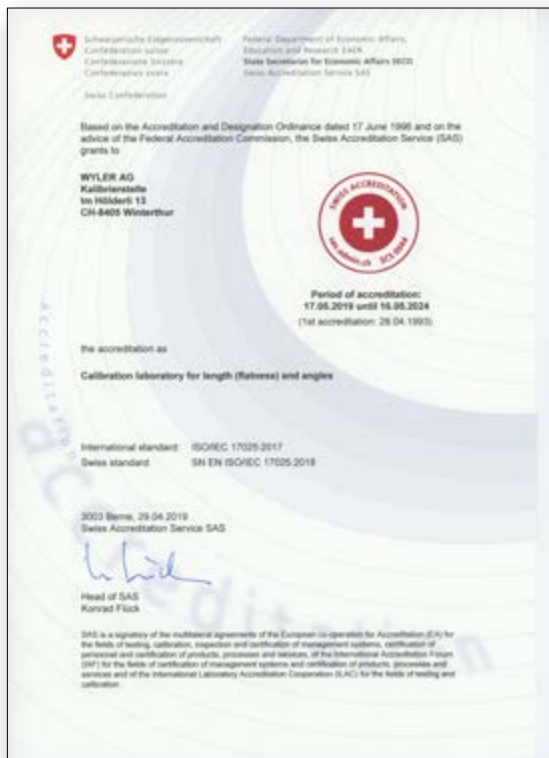 Schweizerische Eidgenossenschaft
Confédération suisse
Confederazione Svizzera
Confederaziun svizra
Swiss Confederation
Federal Department of Economic Affairs,
Education and Research EAER
State Secretariat for Economic Affairs SECO
Swiss Accreditation Service SAS
Based on the Accreditation and Designation Ordinance dated 17 June 1996 and on the
advice of the Federal Accreditation Commission, the Swiss Accreditation Service (SAS)
grants to
WYLER AG
Kalibrierstelle
Im Hölderli 13
CH-8405 Winterthur
SWISS ACCREDITATION
sas.admin.ch SCS 0044
Period of accreditation:
17.05.2019 until 16.05.2024
(1st accreditation: 28.04.1993)
the accreditation as
Calibration laboratory for length (flatness) and angles
International standard: ISO/IEC 17025:2017
Swiss standard: SN EN ISO/IEC 17025:2018
3003 Berne, 29.04.2019
Swiss Accreditation Service SAS
Head of SAS
Konrad Flück
SAS is a signatory of the multilateral agreements of the European co-operation for Accreditation (EA) for
the fields of testing, calibration, inspection and certification of management systems, certification of
personnel and certification of products, processes and services, of the International Accreditation Forum
(IAF) for the fields of certification of management systems and certification of products, processes and
services and of the International Laboratory Accreditation Cooperation (ILAC) for the fields of testing and
calibration.
accreditation
accreditation